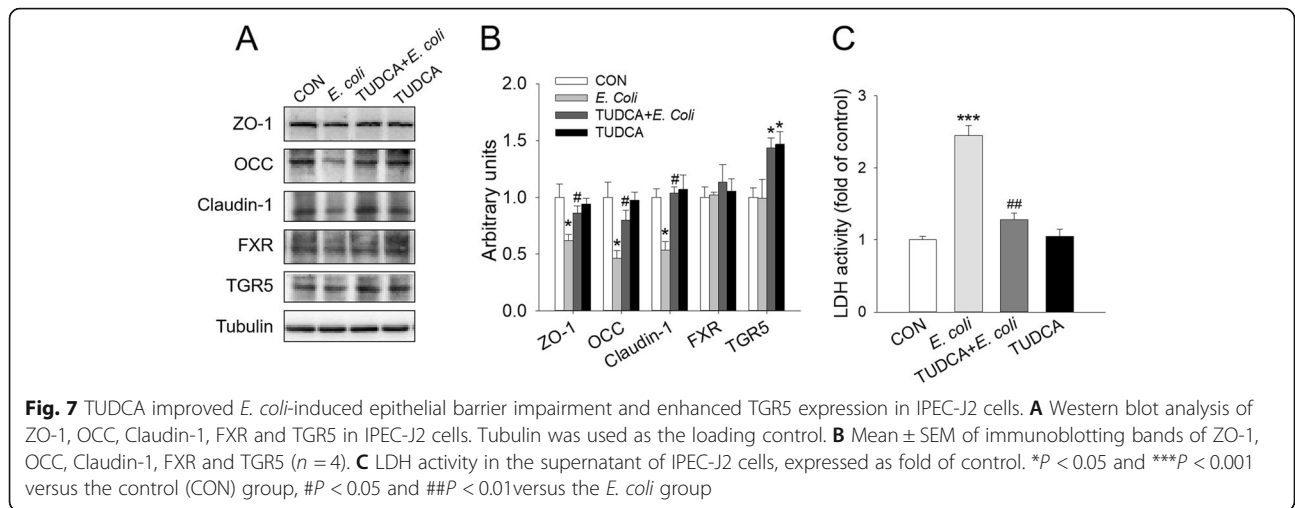 A
B
C
CON
E. coli
TUDCA+E. coli
TUDCA
ZO-1
OCC
Claudin-1
FXR
TGR5
Tubulin
Arbitrary units
2.0
1.5
1.0
0.5
0.0
CON
E. Coli
TUDCA+E. Coli
TUDCA
*
#
*
#
*
#
*
*
ZO-1
OCC
Claudin-1
FXR
TGR5
LDH activity (fold of control)
3
2
1
0
***
##
CON
E. coli
TUDCA+E. coli
TUDCA
Fig. 7 TUDCA improved E. coli-induced epithelial barrier impairment and enhanced TGR5 expression in IPEC-J2 cells. A Western blot analysis of
ZO-1, OCC, Claudin-1, FXR and TGR5 in IPEC-J2 cells. Tubulin was used as the loading control. B Mean ± SEM of immunoblotting bands of ZO-1,
OCC, Claudin-1, FXR and TGR5 (n = 4). C LDH activity in the supernatant of IPEC-J2 cells, expressed as fold of control. *P < 0.05 and ***P < 0.001
versus the control (CON) group, #P < 0.05 and ##P < 0.01versus the E. coli group